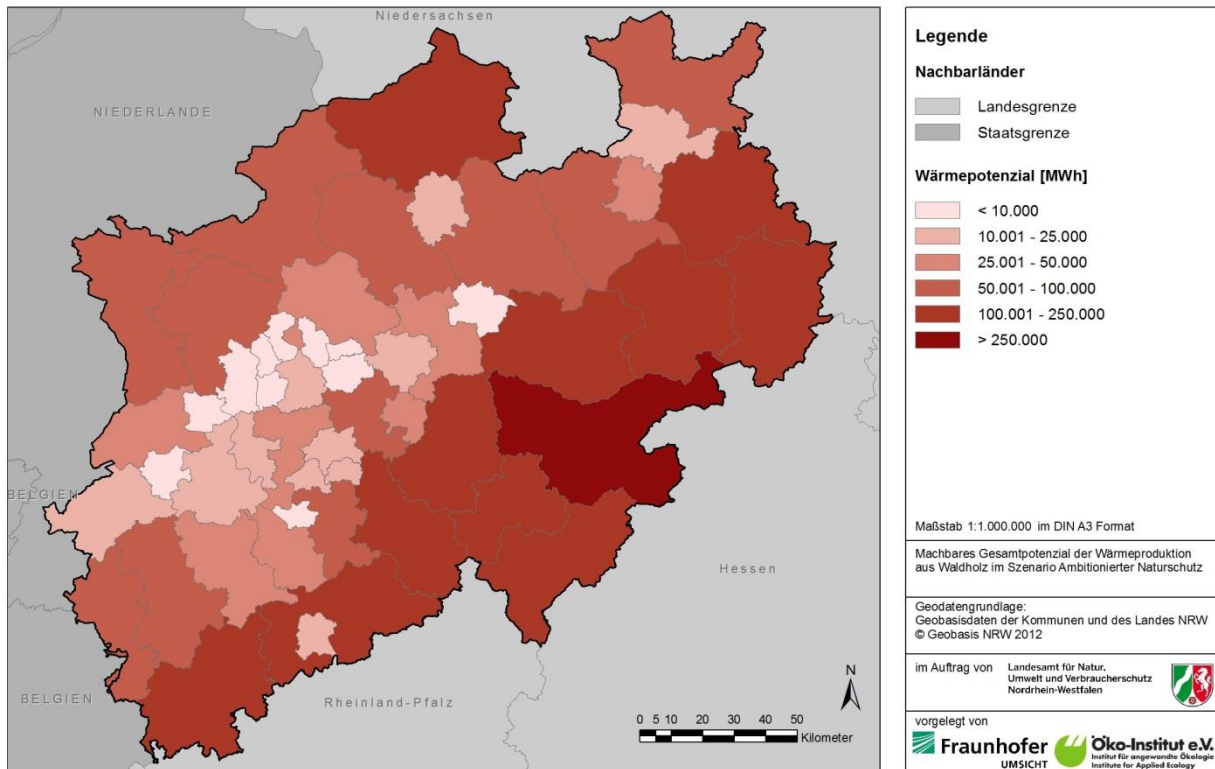 Niedersachsen
NIEDERLANDE
BELGIEN
Hessen
BELGIEN
Rheinland-Pfalz
N
0 5 10 20 30 40 50
Kilometer
Legende
Nachbarländer
Landesgrenze
Staatsgrenze
Wärmepotenzial [MWh]
< 10.000
10.001 - 25.000
25.001 - 50.000
50.001 - 100.000
100.001 - 250.000
> 250.000
Maßstab 1:1.000.000 im DIN A3 Format
Machbares Gesamtpotenzial der Wärmeproduktion
aus Waldholz im Szenario Ambitionierter Naturschutz
Geodatengrundlage:
Geobasisdaten der Kommunen und des Landes NRW
© Geobasis NRW 2012
im Auftrag von
Landesamt für Natur,
Umwelt und Verbraucherschutz
Nordrhein-Westfalen
vorgelegt von
Fraunhofer
UMSICHT
Öko-Institut e.V.
Institut für angewandte Ökologie
Institute for Applied Ecology